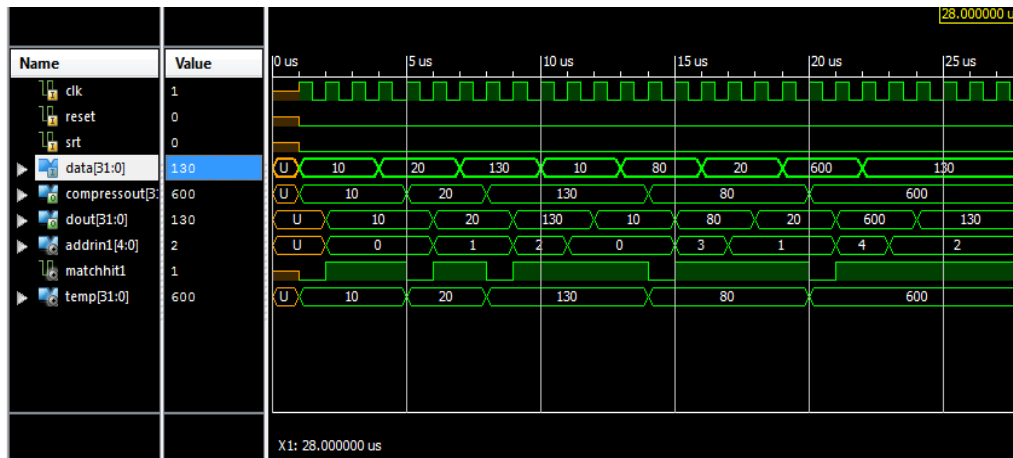 28.000000 u
Name Value 0 us 5 us 10 us 15 us 20 us 25 us
clk 1
reset 0
srt 0
data[31:0] 130 U 10 20 130 10 80 20 600 130
compressout[3: 600 U 10 20 130 80 600
dout[31:0] 130 U 10 20 130 10 80 20 600 130
addrin1[4:0] 2 U 0 1 2 0 3 1 4 2
matchhit1 1
temp[31:0] 600 U 10 20 130 80 600
X1: 28.000000 us